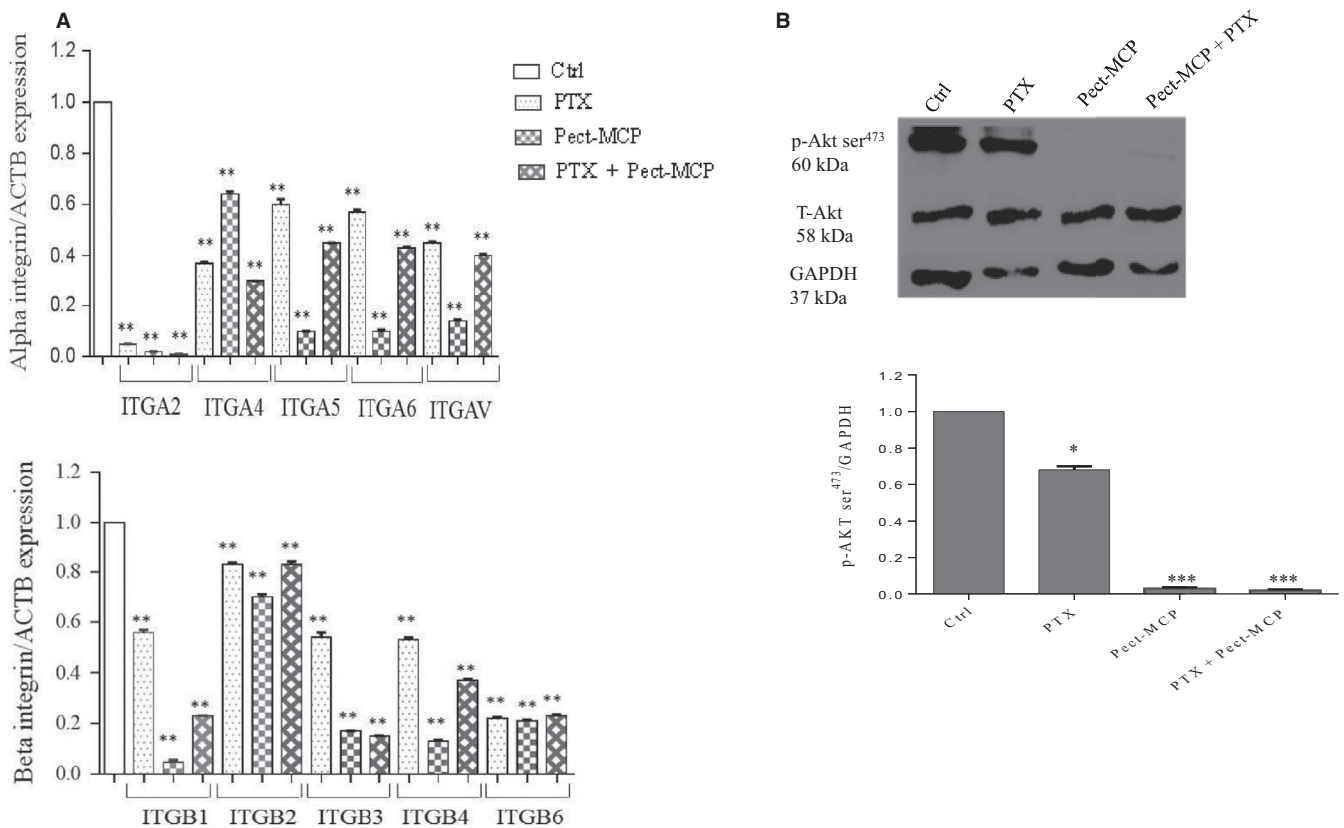 A
Alpha integrin/ACTB expression
1.2
1.0
0.8
0.6
0.4
0.2
0.0
** ** **
** ** **
** ** **
** ** **
** ** **
ITGA2 ITGA4 ITGA5 ITGA6 ITGAV
Ctrl
PTX
Pect-MCP
PTX + Pect-MCP
Beta integrin/ACTB expression
1.2
1.0
0.8
0.6
0.4
0.2
0.0
** ** **
** ** **
** ** **
** ** **
** ** **
ITGB1 ITGB2 ITGB3 ITGB4 ITGB6
B
Ctrl PTX Pect-MCP Pect-MCP + PTX
p-Akt ser473
60 kDa
T-Akt
58 kDa
GAPDH
37 kDa
p-AKT ser473/GAPDH
1.2
1.0
0.8
0.6
0.4
0.2
0.0
* *** ***
Ctrl PTX Pect-MCP PTX + Pect-MCP